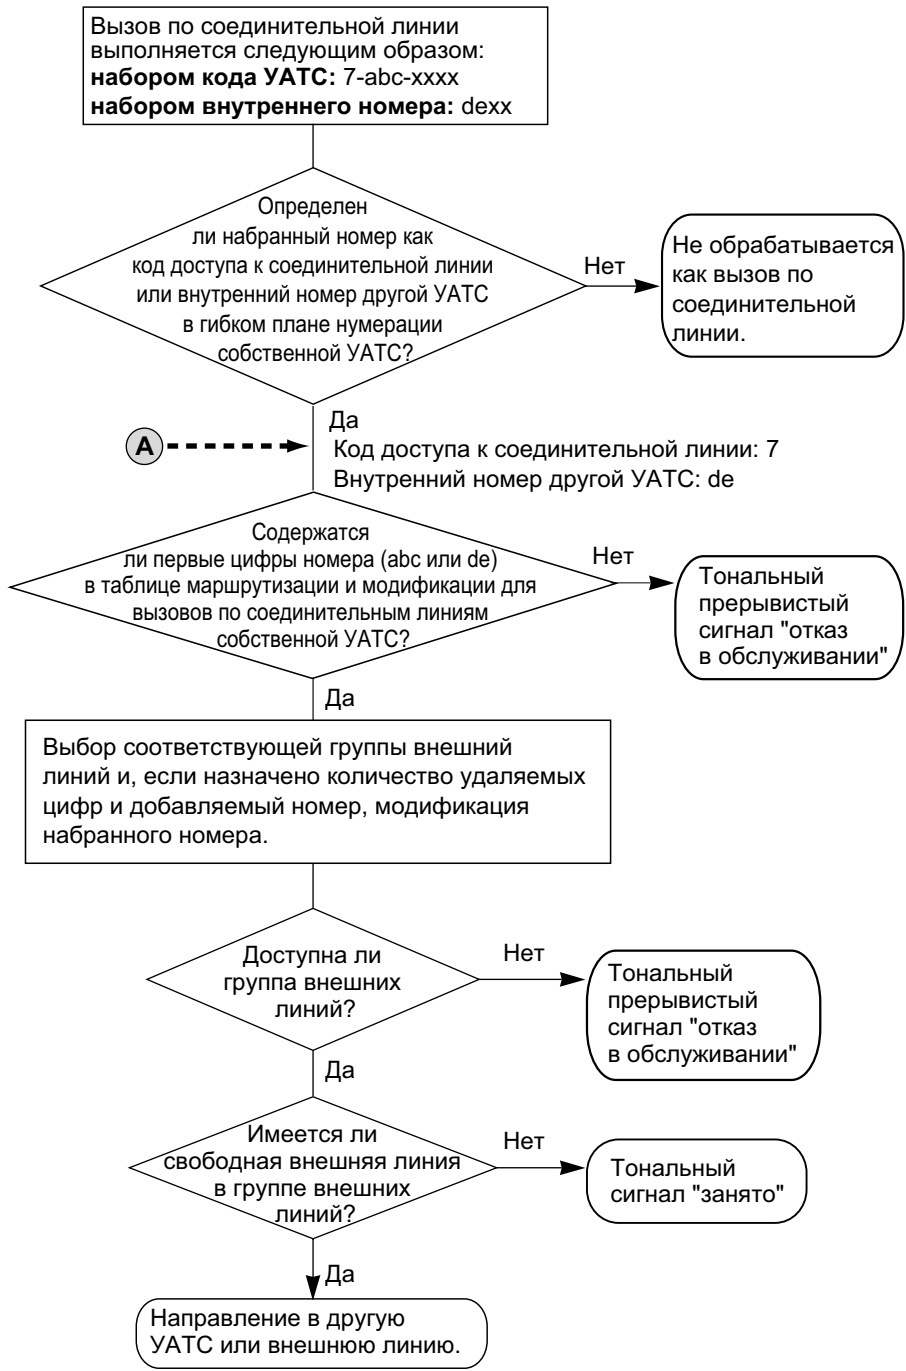 Вызов по соединительной линии
выполняется следующим образом:
набором кода УАТС: 7-abc-xxxx
набором внутреннего номера: dexx
Определен
ли набранный номер как
код доступа к соединительной линии
или внутренний номер другой УАТС
в гибком плане нумерации
собственной УАТС?
Нет
Не обрабатывается
как вызов по
соединительной
линии.
Да
A
Код доступа к соединительной линии: 7
Внутренний номер другой УАТС: de
Содержатся
ли первые цифры номера (abc или de)
в таблице маршрутизации и модификации для
вызовов по соединительным линиям
собственной УАТС?
Нет
Тональный
прерывистый
сигнал "отказ
в обслуживании"
Да
Выбор соответствующей группы внешний
линий и, если назначено количество удаляемых
цифр и добавляемый номер, модификация
набранного номера.
Доступна ли
группа внешних
линий?
Нет
Тональный
прерывистый
сигнал "отказ
в обслуживании"
Да
Имеется ли
свободная внешняя линия
в группе внешних
линий?
Нет
Тональный
сигнал "занято"
Да
Направление в другую
УАТС или внешнюю линию.